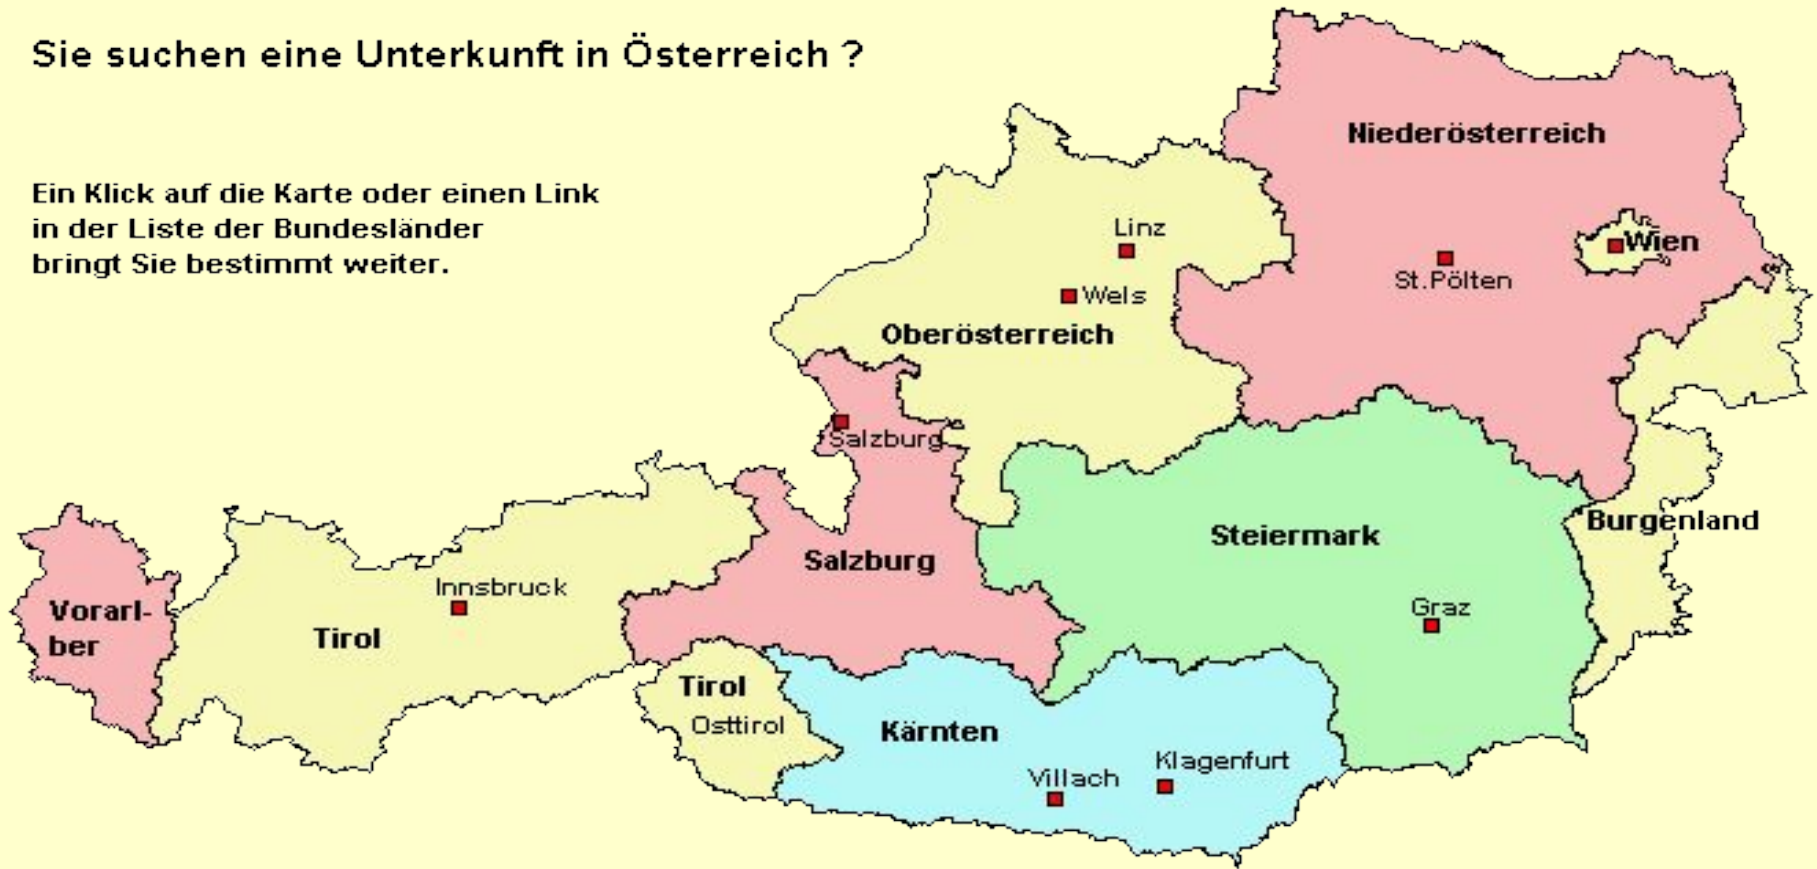 Sie suchen eine Unterkunft in Österreich ?
Ein Klick auf die Karte oder einen Link
in der Liste der Bundesländer
bringt Sie bestimmt weiter.
Niederösterreich
Linz
Wien
St.Pölten
Wels
Oberösterreich
Salzburg
Burgenland
Steiermark
Salzburg
Innsbruck
Graz
Vorarl-
ber
Tirol
Tirol
Osttirol
Kärnten
Klagenfurt
Villach